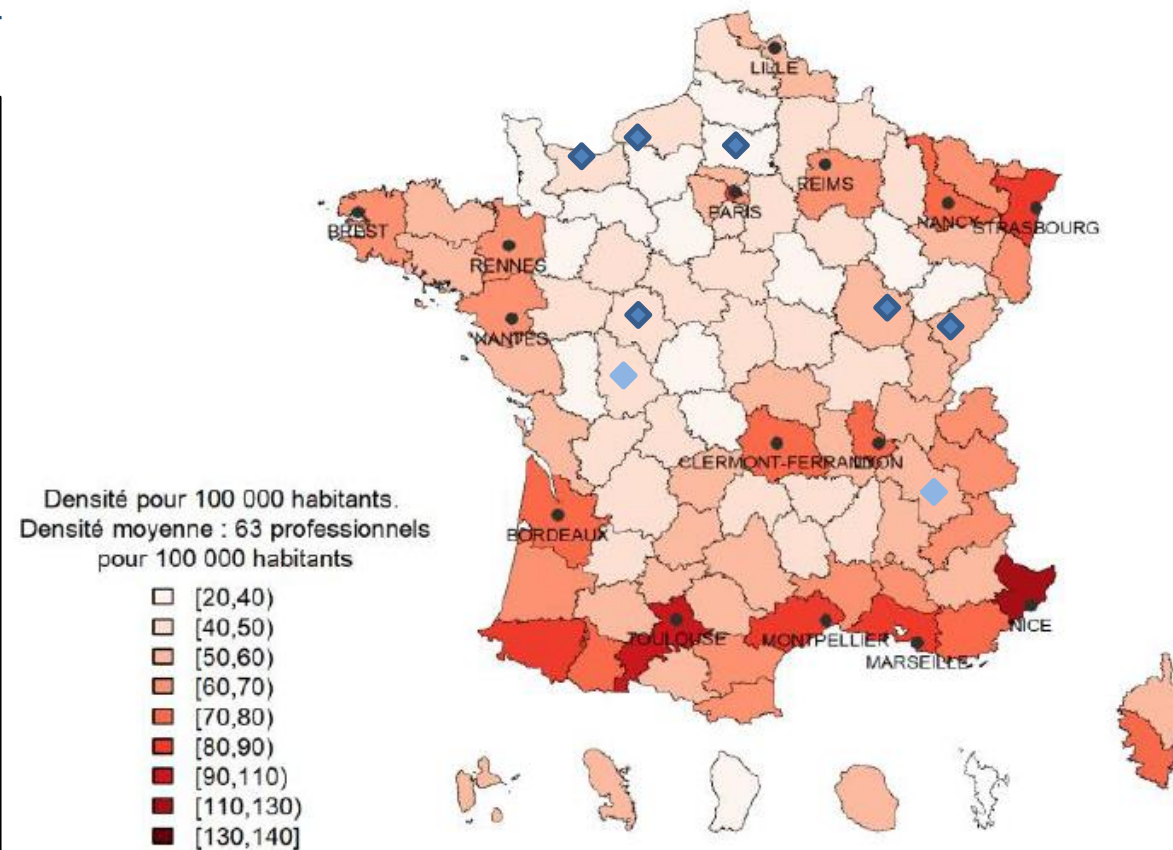 LILLE
REIMS
PARIS
NANCY
STRASBOURG
BREST
RENNES
NANTES
CLERMONT-FERRAND
LYON
BORDEAUX
TOULOUSE
MONTPELLIER
MARSEILLE
NICE
Densité pour 100 000 habitants.
Densité moyenne : 63 professionnels
pour 100 000 habitants
[20,40)
[40,50)
[50,60)
[60,70)
[70,80)
[80,90)
[90,110)
[110,130)
[130,140]